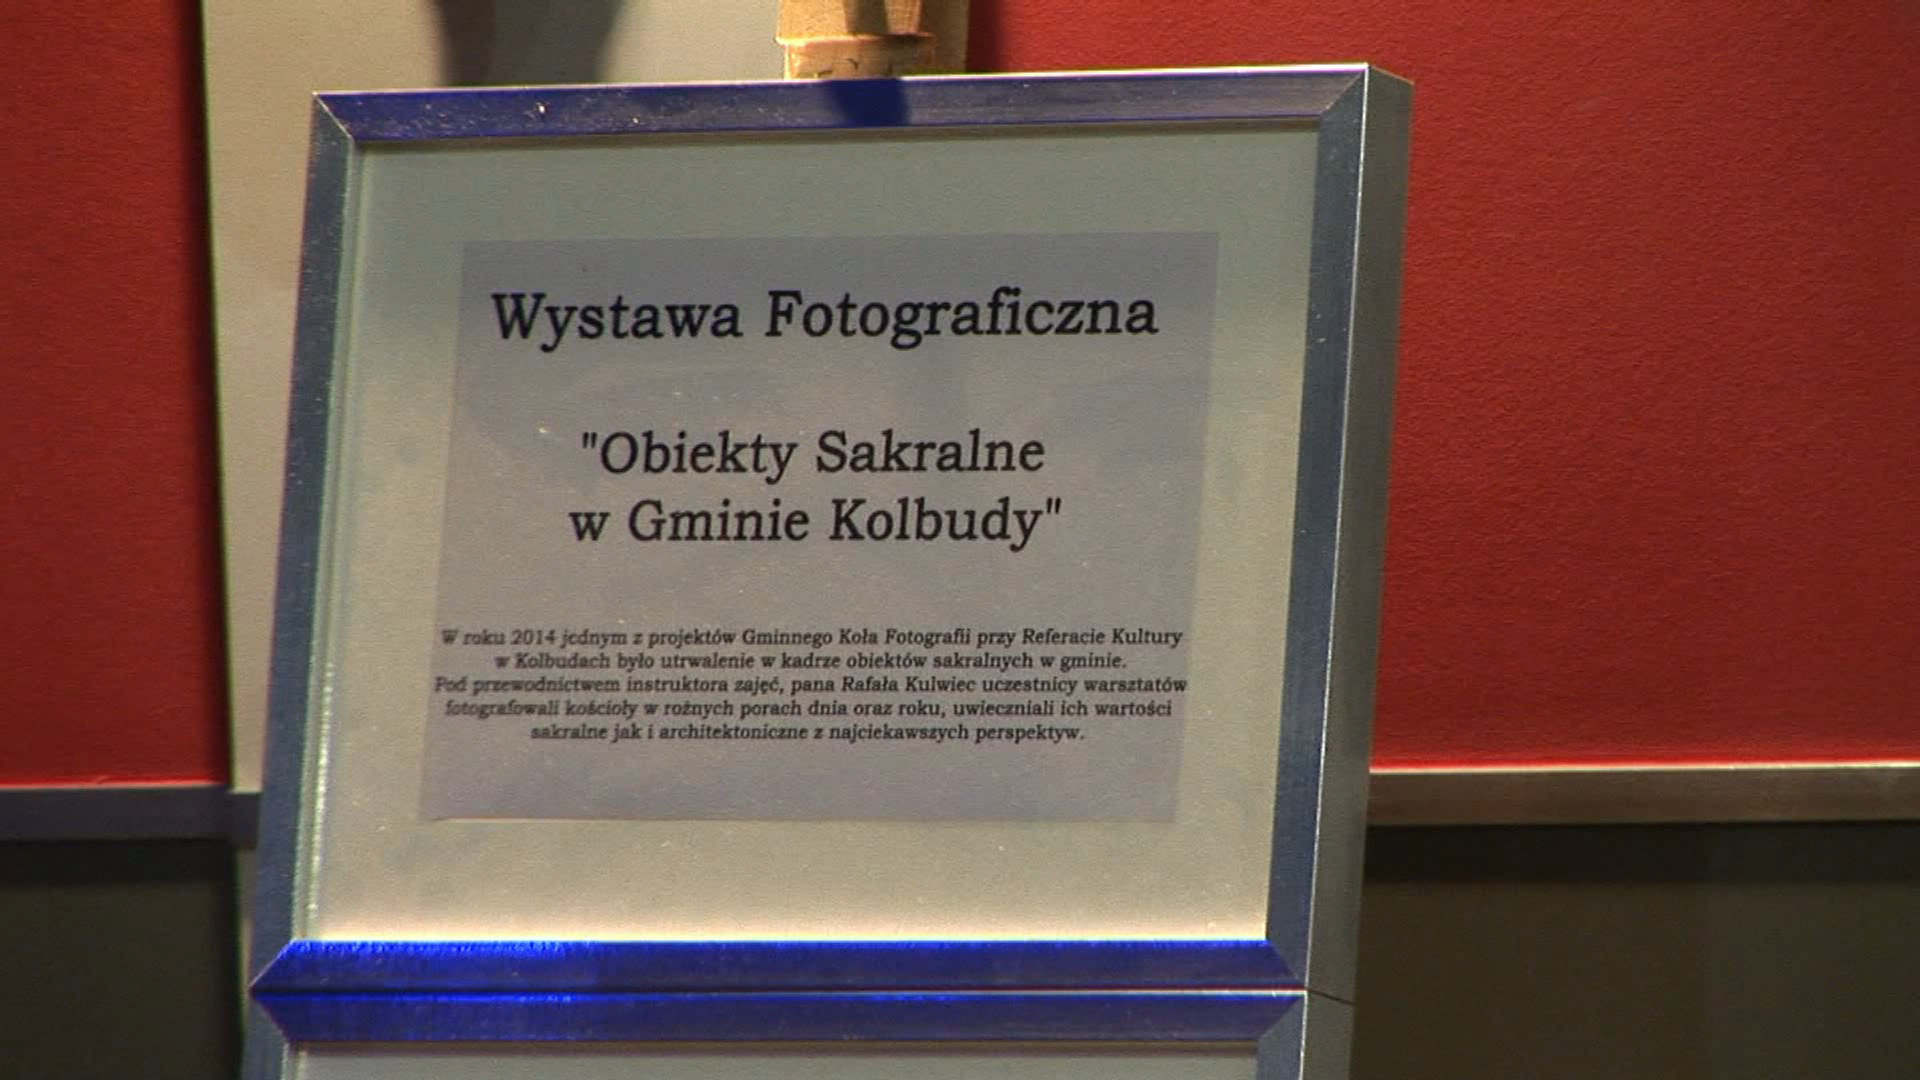 Wystawa Fotograficzna
"Obiekty Sakralne
w Gminie Kolbudy"
W roku 2014 jednym z projektów Gminnego Koła Fotografii przy Referacie Kultury
w Kolbudach było utrwalenie w kadrze obiektów sakralnych w gminie.
Pod przewodnictwem instruktora zajęć, pana Rafała Kulwiec uczestnicy warsztatów
fotografowali kościoły w rożnych porach dnia oraz roku, uwieczniali ich wartości
sakralne jak i architektoniczne z najciekawszych perspektyw.